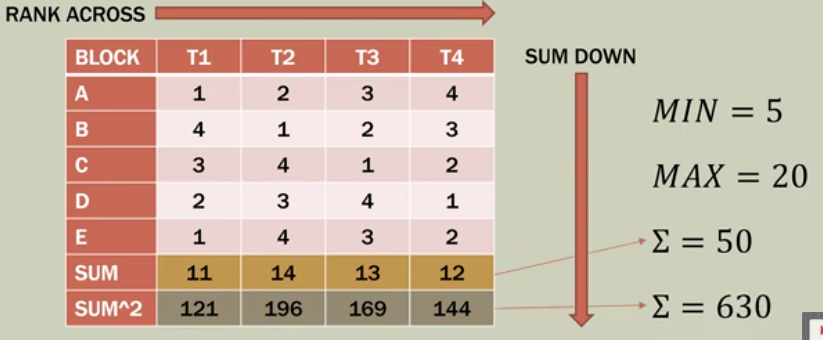 RANK ACROSS
BLOCK T1 T2 T3 T4
A 1 2 3 4
B 4 1 2 3
C 3 4 1 2
D 2 3 4 1
E 1 4 3 2
SUM 11 14 13 12
SUM^2 121 196 169 144
SUM DOWN
MIN = 5
MAX = 20
Σ = 50
Σ = 630